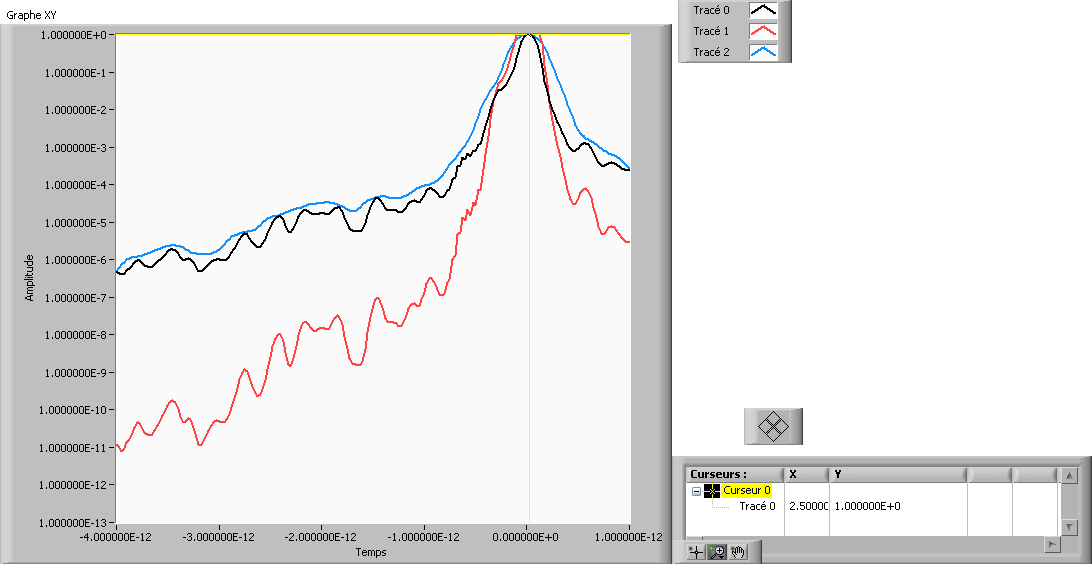 Graphe XY
1.000000E+0
1.000000E-1
1.000000E-2
1.000000E-3
1.000000E-4
1.000000E-5
1.000000E-6
1.000000E-7
1.000000E-8
1.000000E-9
1.000000E-10
1.000000E-11
1.000000E-12
1.000000E-13
Amplitude
-4.000000E-12 -3.000000E-12 -2.000000E-12 -1.000000E-12 0.000000E+0 1.000000E-12
Temps
Tracé 0
Tracé 1
Tracé 2
Curseurs : X Y
Curseur 0
Tracé 0 2.50000 1.000000E+0